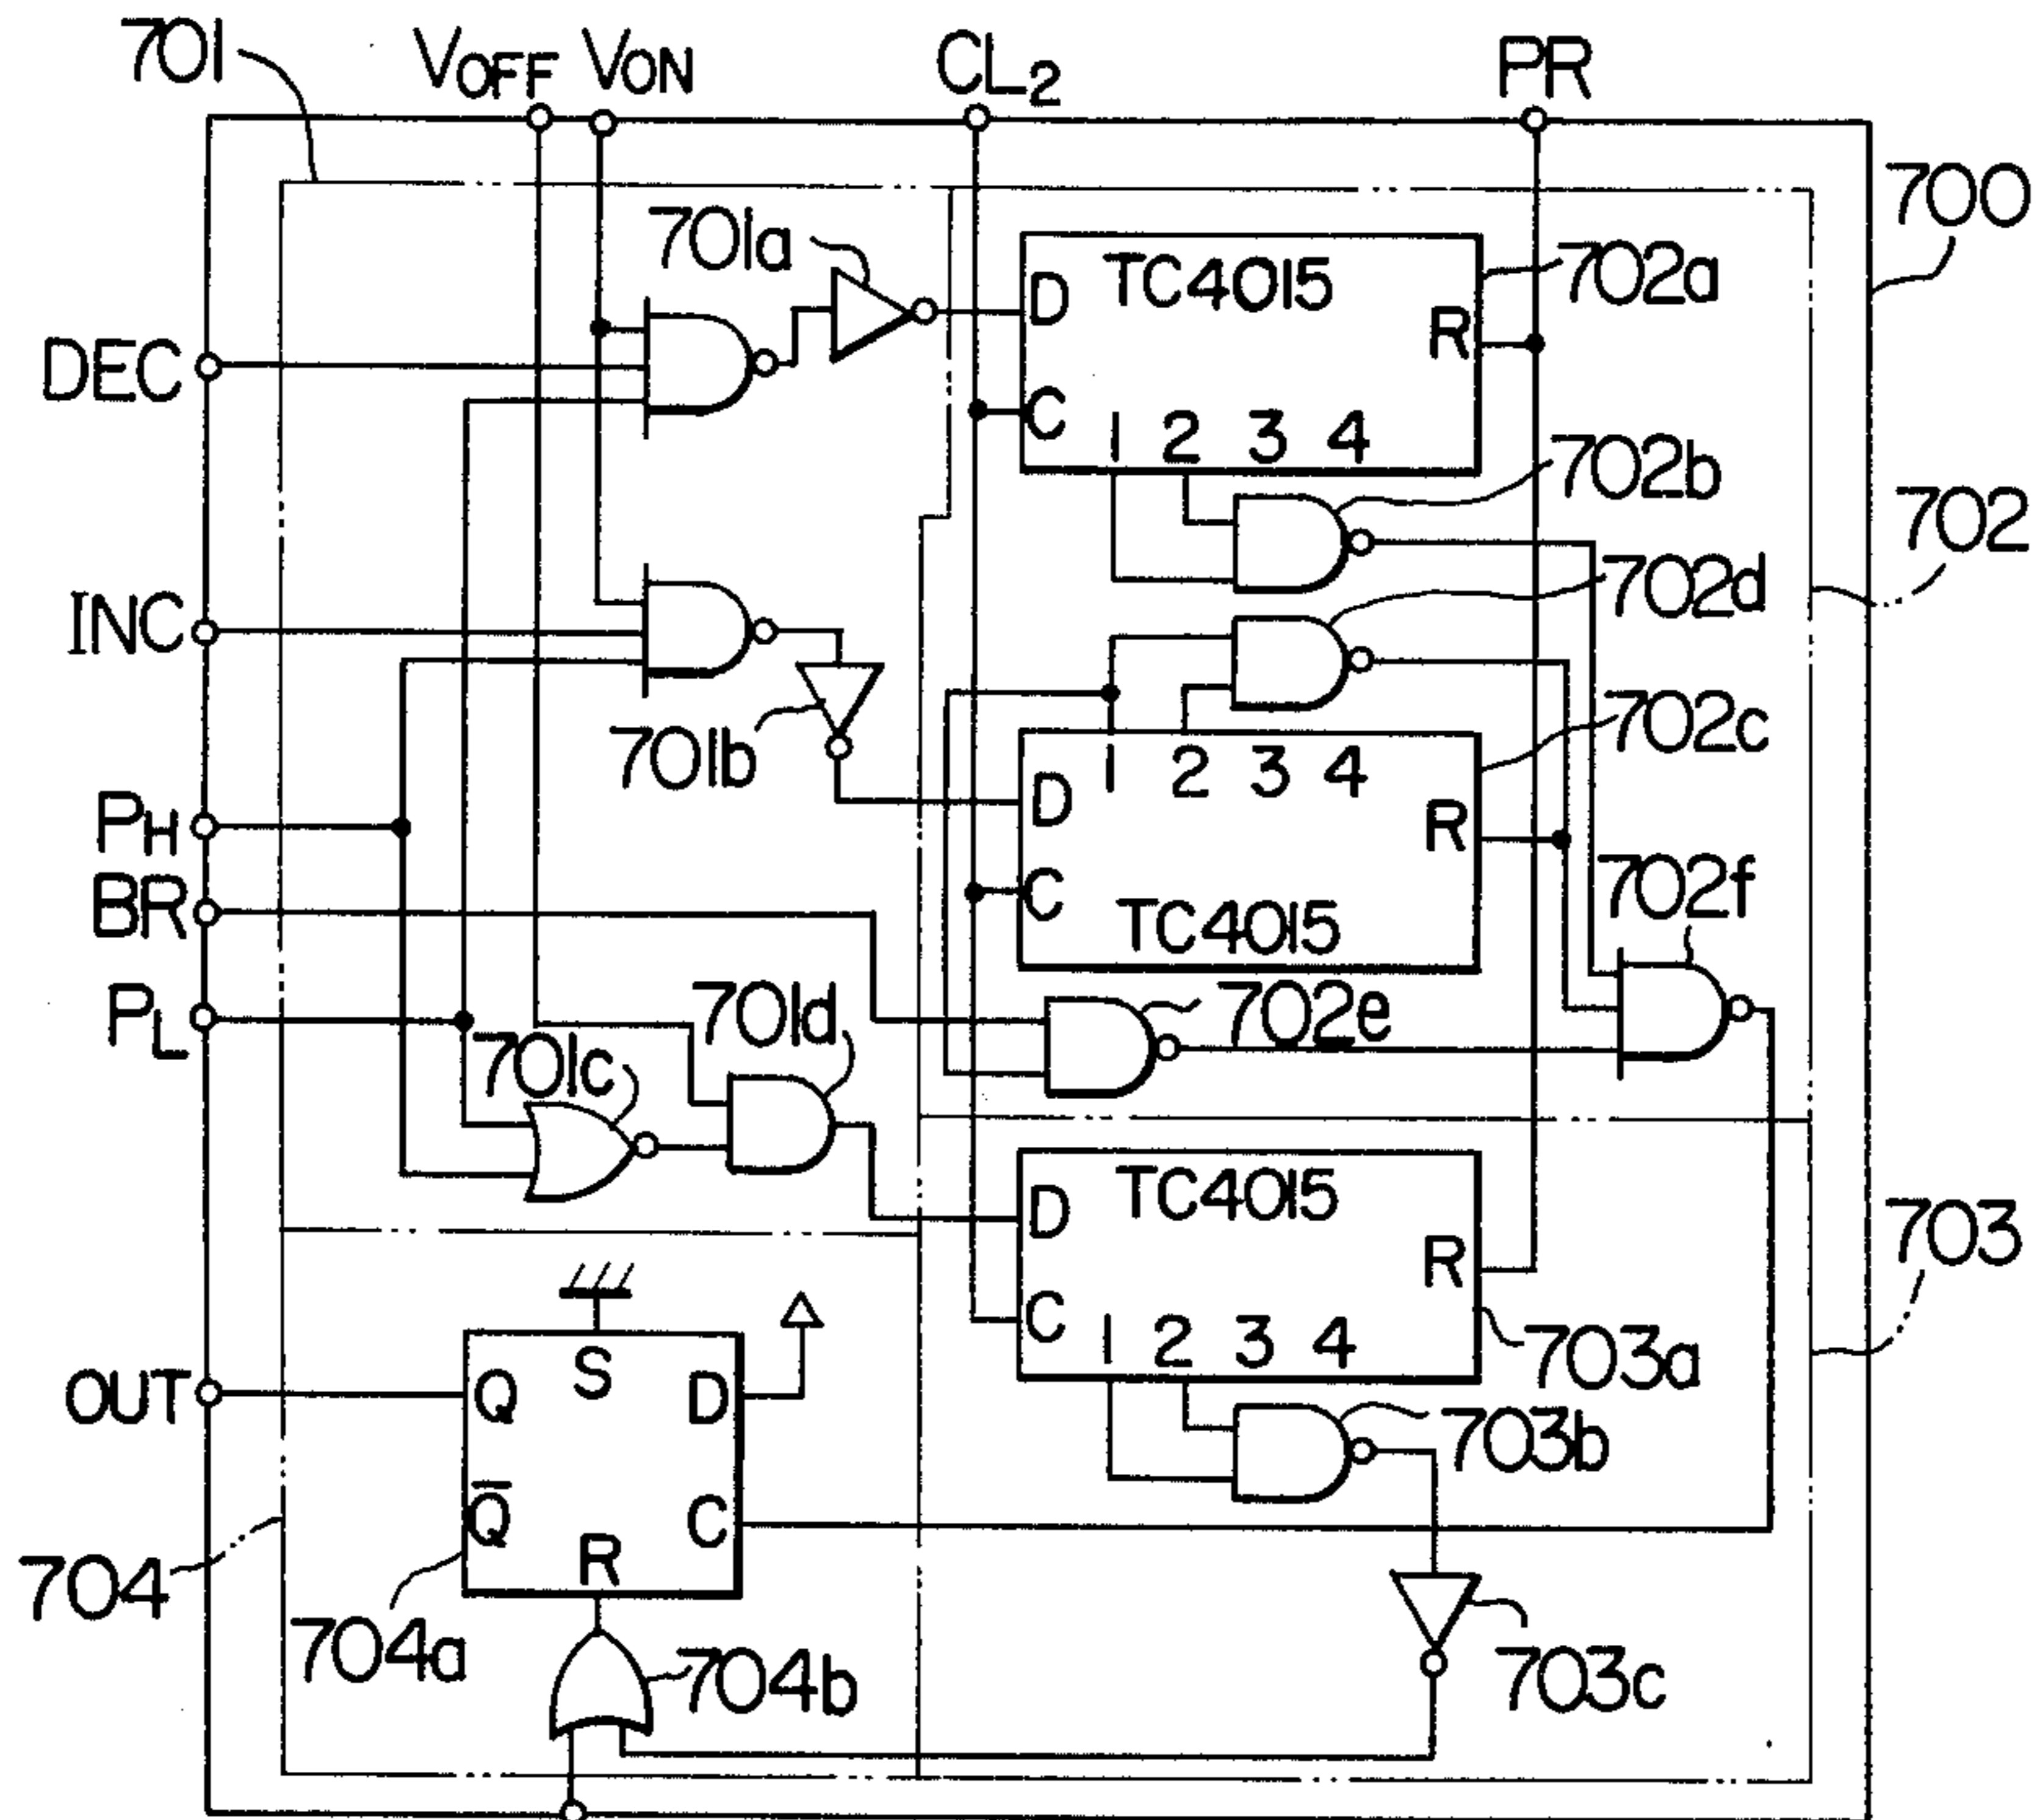 701
VOFF
VON
CL2
PR
700
701a
TC4015
702a
D
R
DEC
C
1 2 3 4
702b
702
702d
INC
702c
701b
1 2 3 4
D
R
PH
C
702f
BR
TC4015
PL
701d
702e
701c
TC4015
D
703
R
C
1 2 3 4
703a
OUT
Q
S
D
703b
Q̅
C
R
704
704a
704b
703c